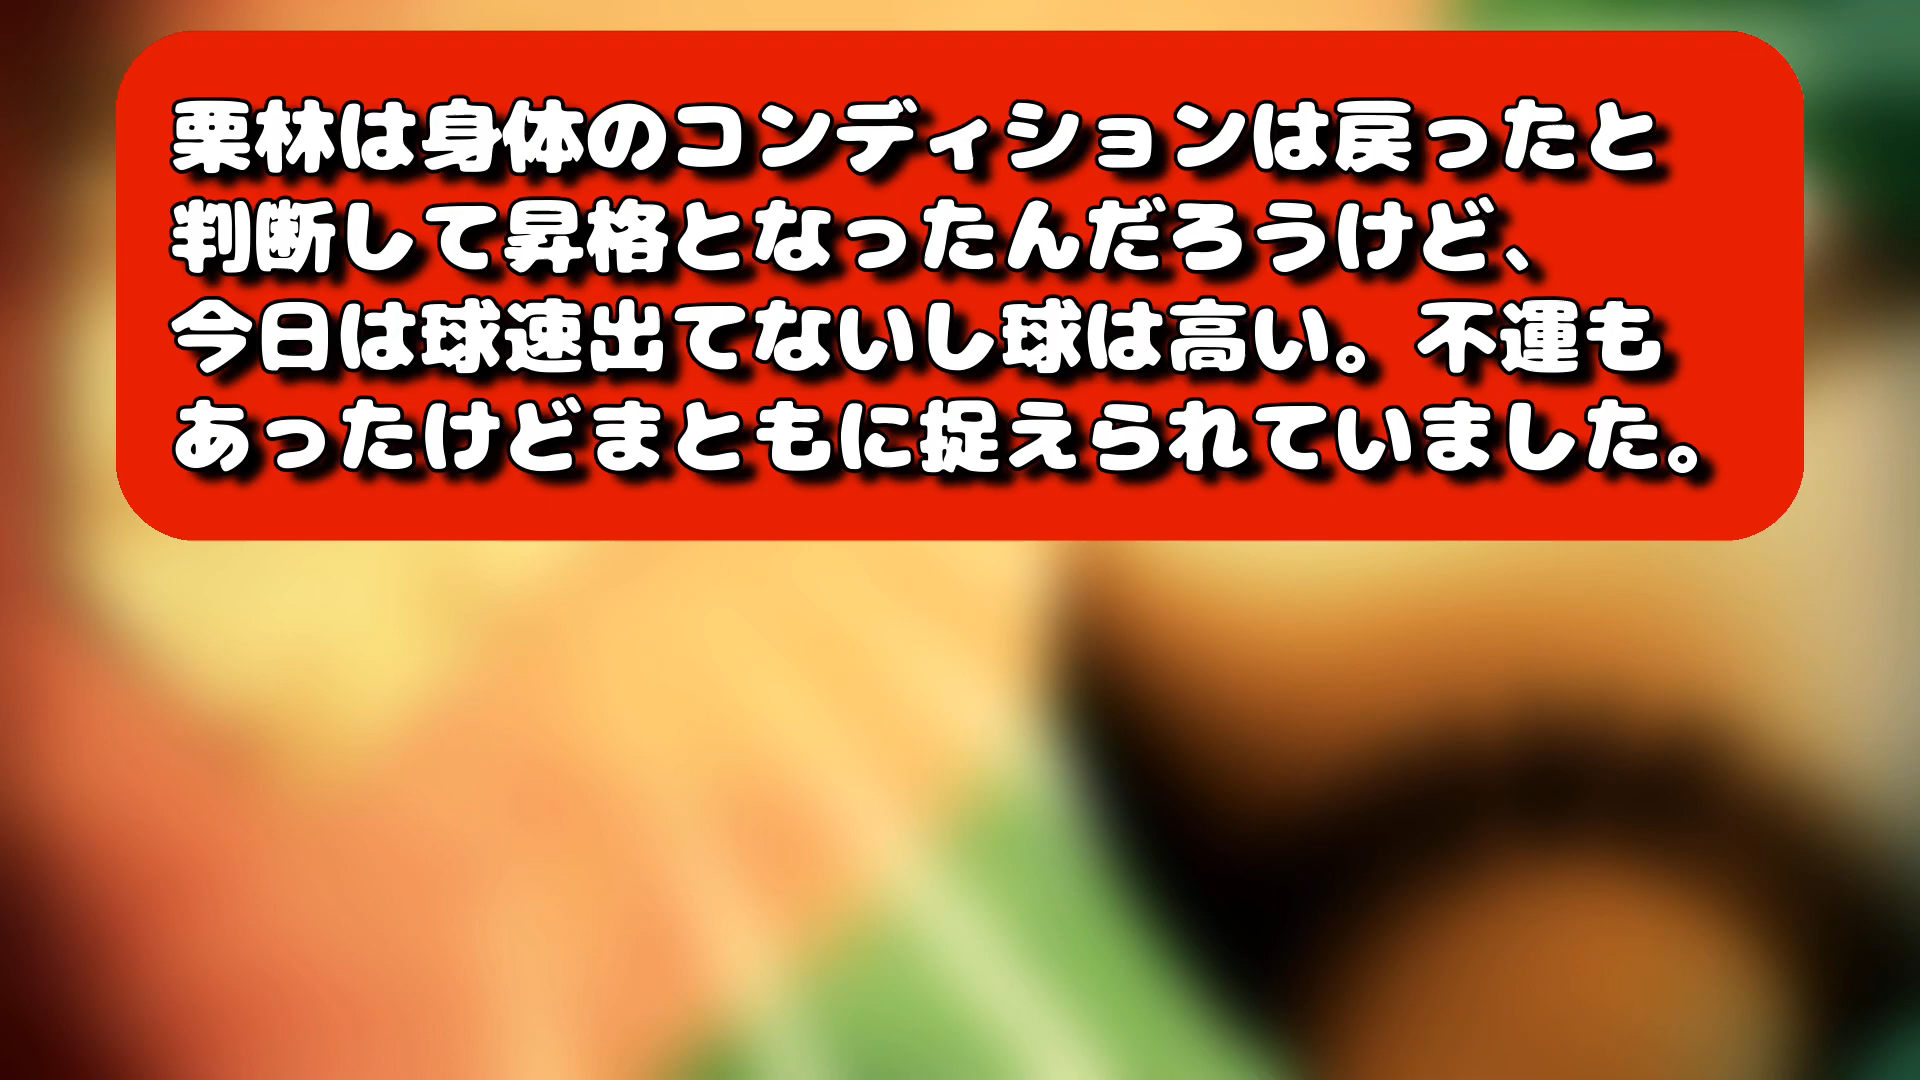 栗林は身体のコンディションは戻ったと
判断して昇格となったんだろうけど、
今日は球速出てないし球は高い。不運も
あったけどまともに捉えられていました。